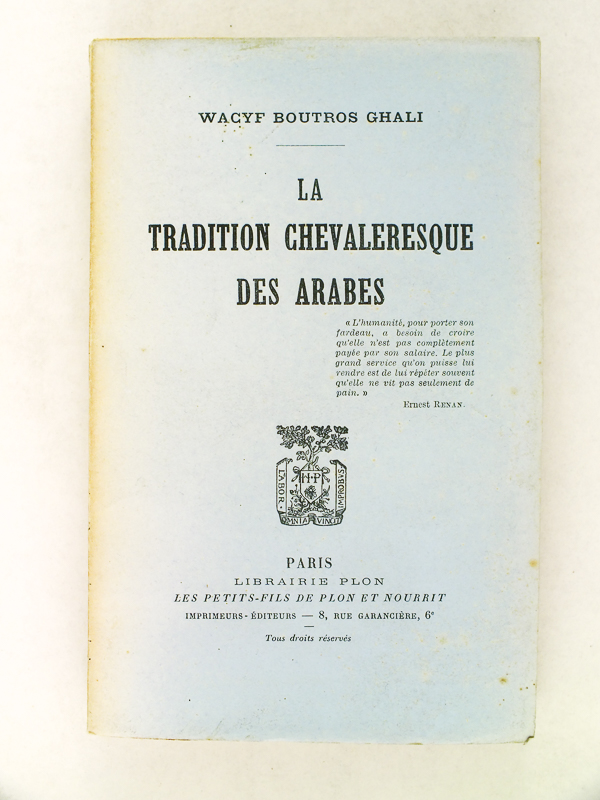 WACYF BOUTROS GHALI
LA
TRADITION CHEVALERESQUE
DES ARABES
« L'humanité, pour porter son
fardeau, a besoin de croire
qu'elle n'est pas complètement
payée par son salaire. Le plus
grand service qu'on puisse lui
rendre est de lui répéter souvent
qu'elle ne vit pas seulement de
pain. »
Ernest RENAN.
H·P
LABOR·
OMNIA VINCIT
IMPROBVS
PARIS
LIBRAIRIE PLON
LES PETITS-FILS DE PLON ET NOURRIT
IMPRIMEURS-ÉDITEURS — 8, RUE GARANCIÈRE, 6e
Tous droits réservés